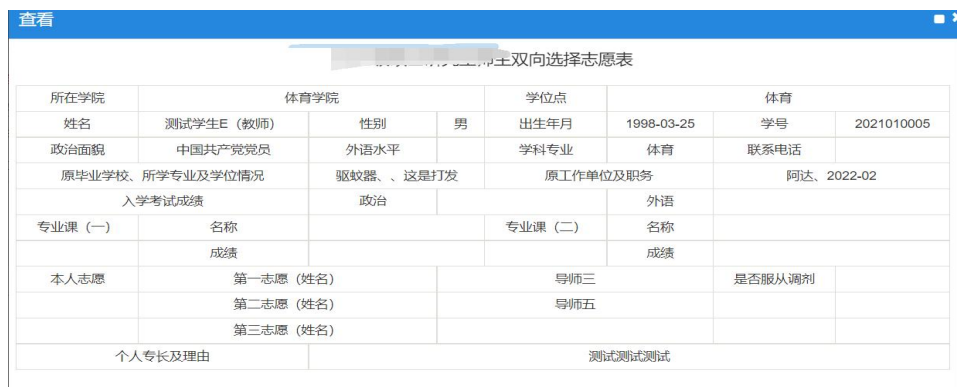 查看
师生双向选择志愿表
所在学院 体育学院 学位点 体育
姓名 测试学生E（教师） 性别 男 出生年月 1998-03-25 学号 2021010005
政治面貌 中国共产党党员 外语水平 学科专业 体育 联系电话
原毕业学校、所学专业及学位情况 驱蚊器、、这是打发 原工作单位及职务 阿达、2022-02
入学考试成绩 政治 外语
专业课（一） 名称 专业课（二） 名称
成绩 成绩
本人志愿 第一志愿（姓名） 导师三 是否服从调剂
第二志愿（姓名） 导师五
第三志愿（姓名）
个人专长及理由 测试测试测试